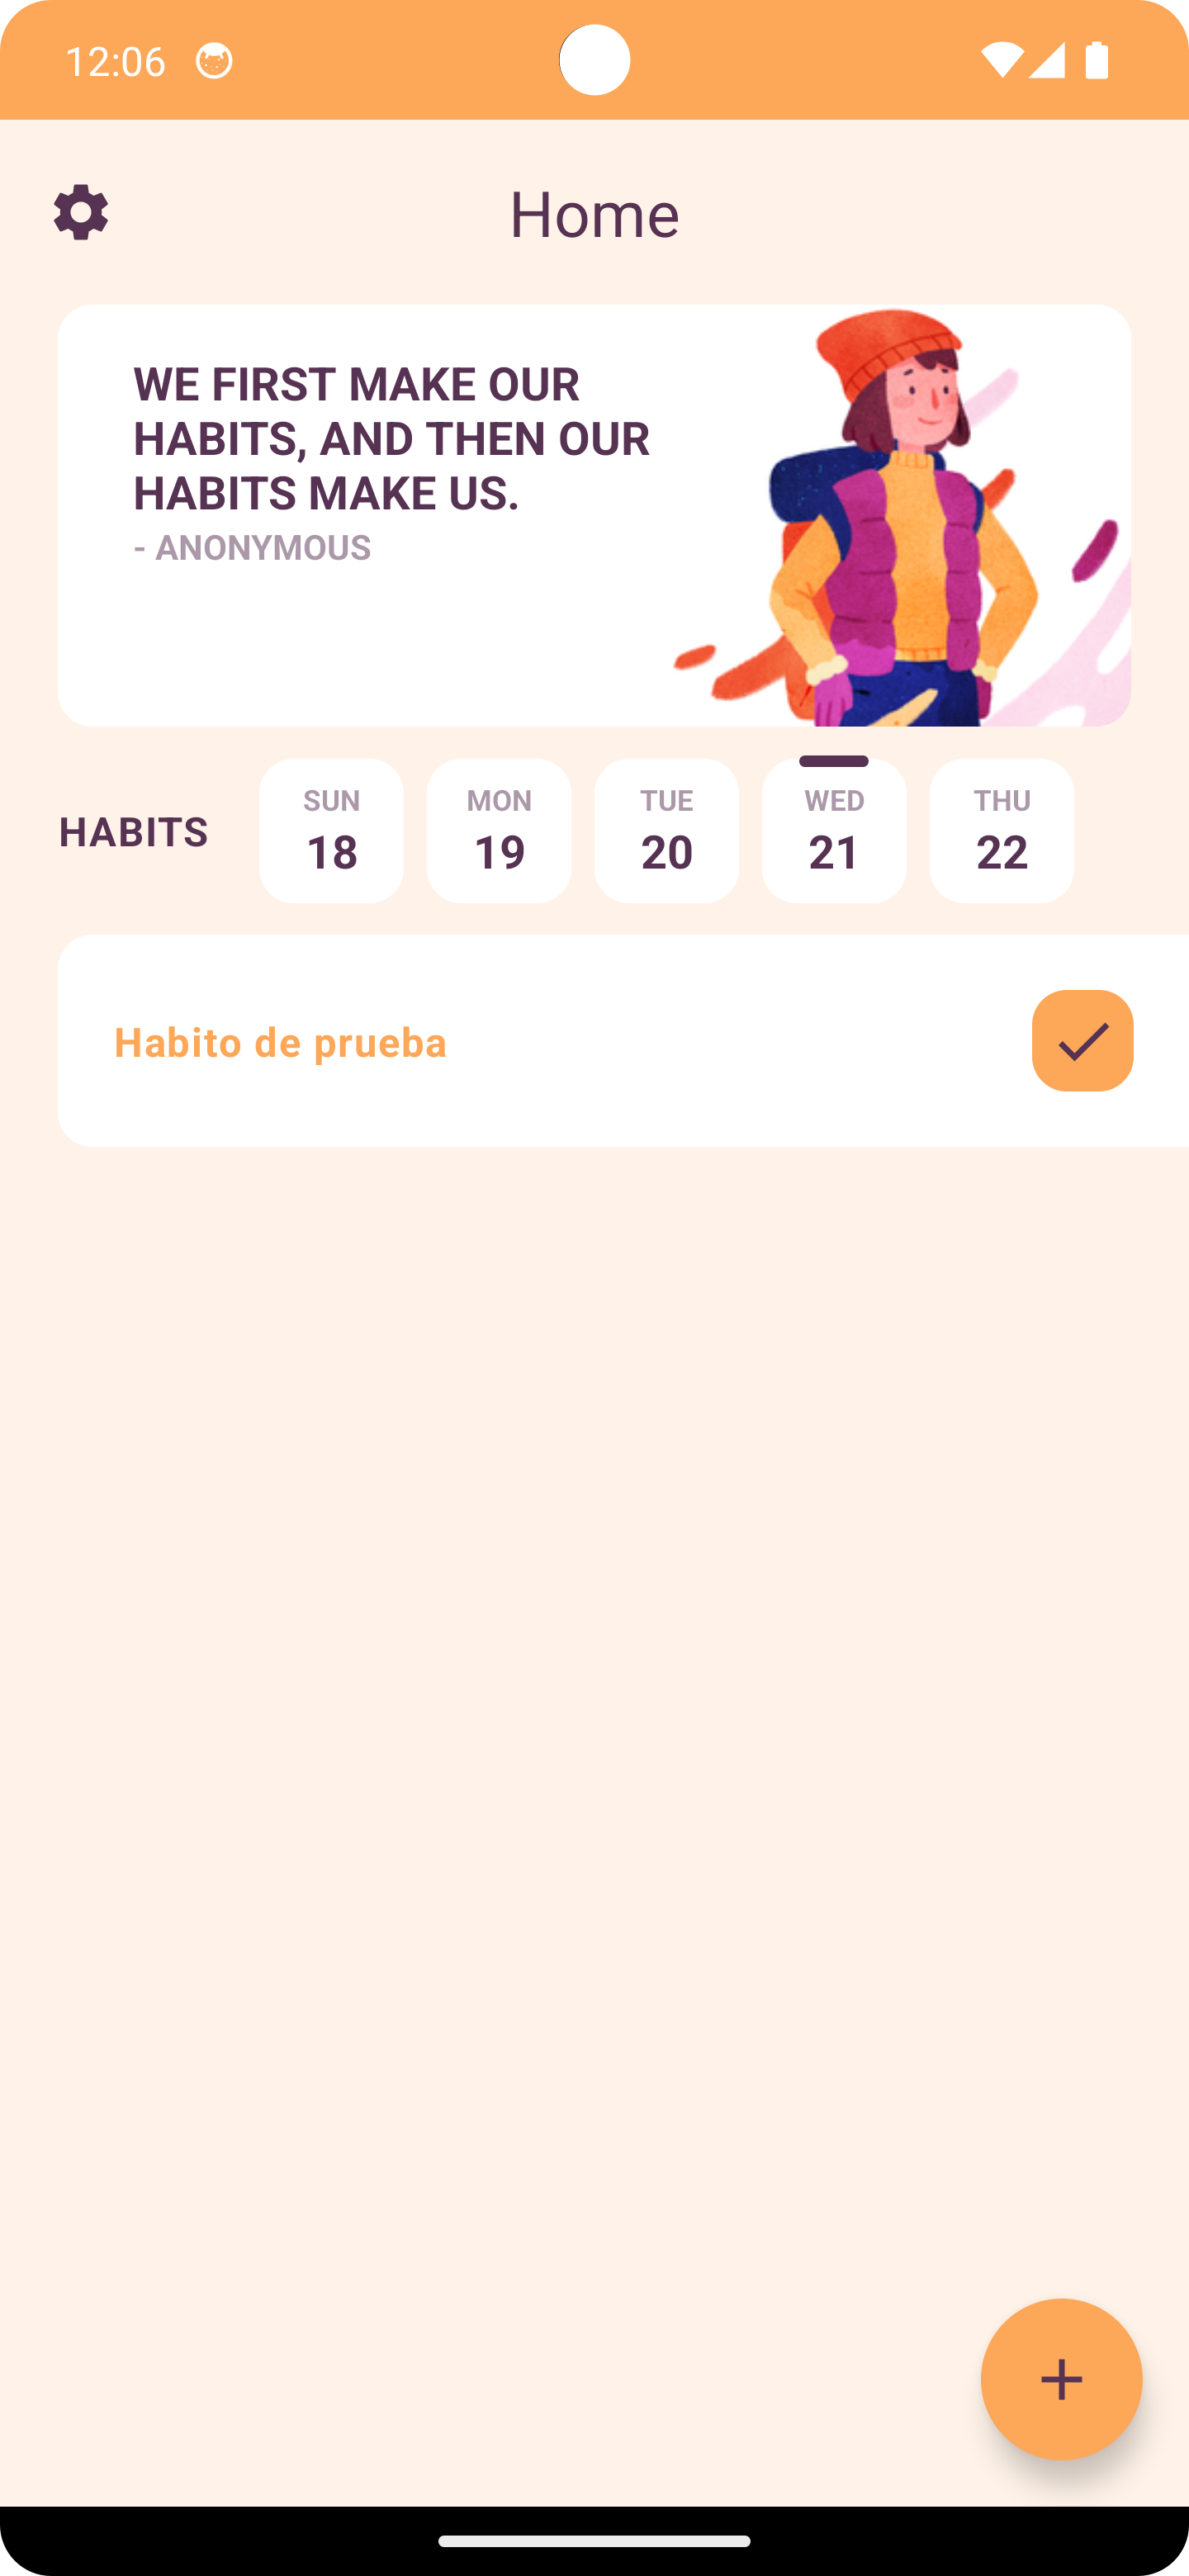 12:06
Home
WE FIRST MAKE OUR
HABITS, AND THEN OUR
HABITS MAKE US.
- ANONYMOUS
HABITS
SUN MON TUE WED THU
18 19 20 21 22
Habito de prueba